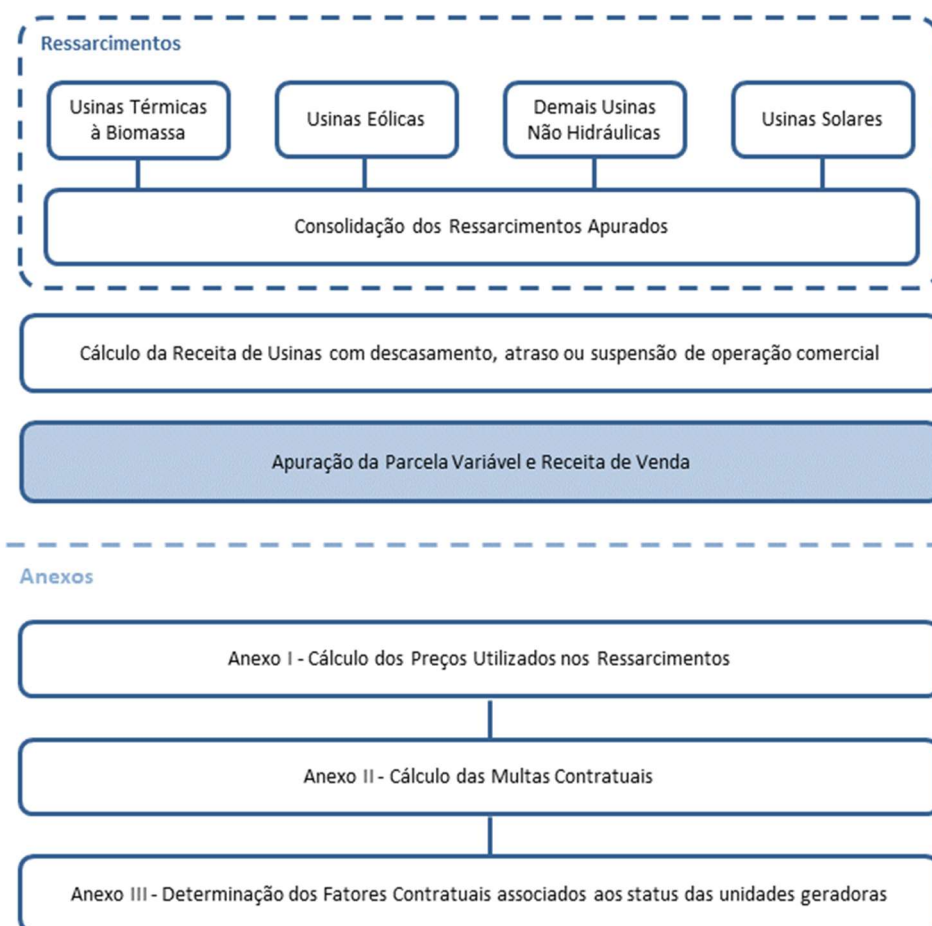 Ressarcimentos
Usinas Térmicas
à Biomassa
Usinas Eólicas
Demais Usinas
Não Hidráulicas
Usinas Solares
Consolidação dos Ressarcimentos Apurados
Cálculo da Receita de Usinas com descasamento, atraso ou suspensão de operação comercial
Apuração da Parcela Variável e Receita de Venda
Anexos
Anexo I - Cálculo dos Preços Utilizados nos Ressarcimentos
Anexo II - Cálculo das Multas Contratuais
Anexo III - Determinação dos Fatores Contratuais associados aos status das unidades geradoras